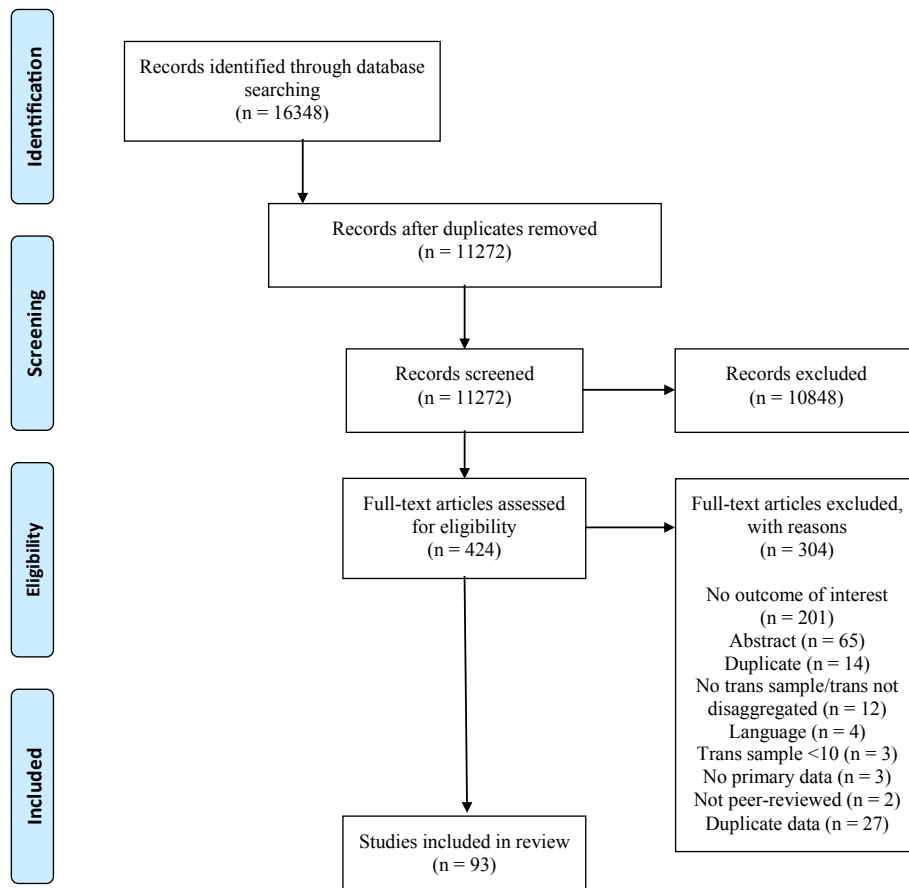 Identification
Records identified through database
searching
(n = 16348)
Records after duplicates removed
(n = 11272)
Screening
Records screened
(n = 11272)
Records excluded
(n = 10848)
Eligibility
Full-text articles assessed
for eligibility
(n = 424)
Full-text articles excluded,
with reasons
(n = 304)
No outcome of interest
(n = 201)
Abstract (n = 65)
Duplicate (n = 14)
No trans sample/trans not
disaggregated (n = 12)
Language (n = 4)
Trans sample <10 (n = 3)
No primary data (n = 3)
Not peer-reviewed (n = 2)
Duplicate data (n = 27)
Included
Studies included in review
(n = 93)